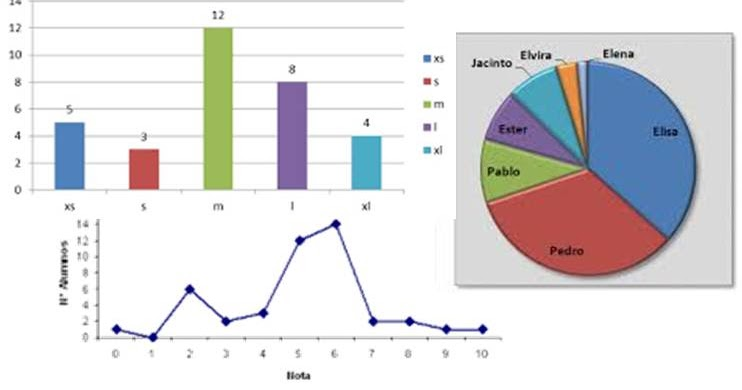 14
12
10
8
6
4
2
0
5
3
12
8
4
xs
s
m
l
xl
xs
s
m
l
xl
Jacinto
Elvira
Elena
Ester
Elisa
Pablo
Pedro
Nº Alumnos
14
12
10
8
6
4
2
0
0 1 2 3 4 5 6 7 8 9 10
Nota